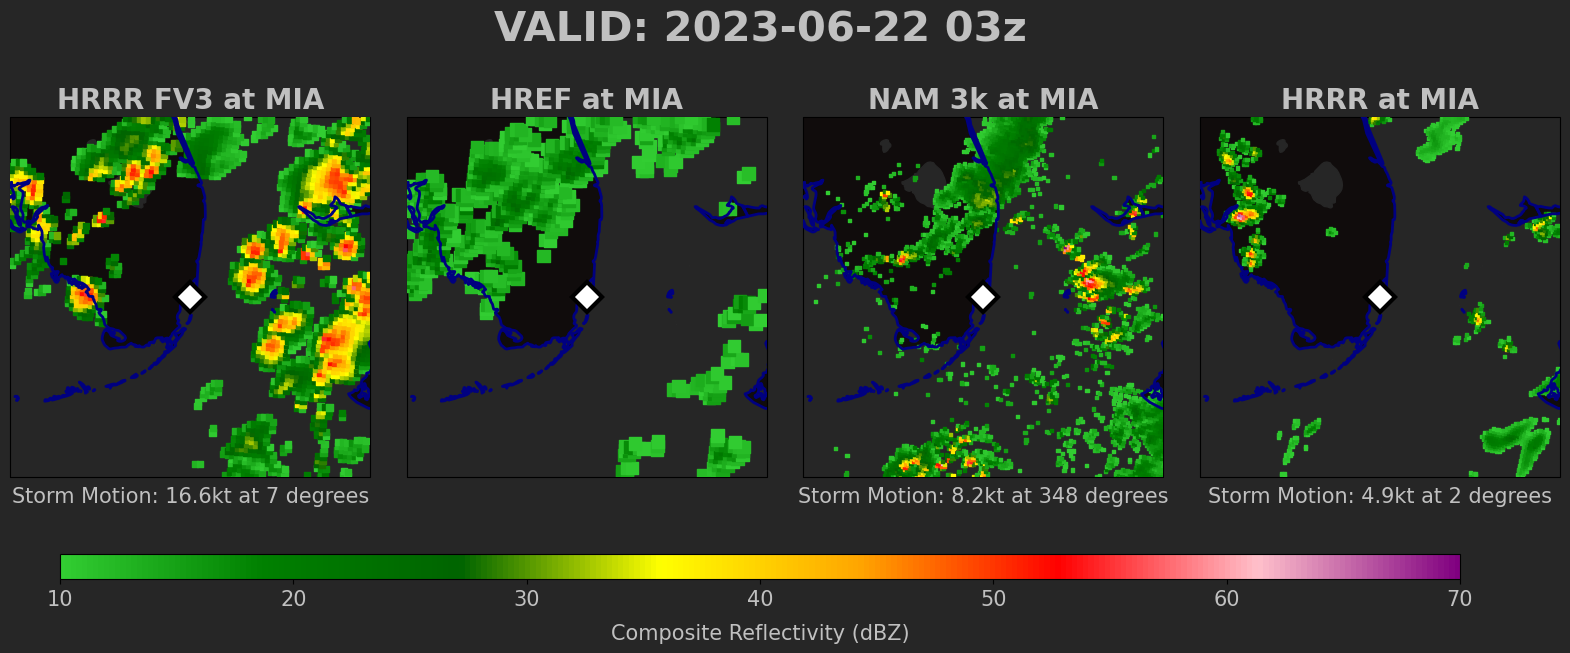 VALID: 2023-06-22 03z
HRRR FV3 at MIA
HREF at MIA
NAM 3k at MIA
HRRR at MIA
Storm Motion: 16.6kt at 7 degrees
Storm Motion: 8.2kt at 348 degrees
Storm Motion: 4.9kt at 2 degrees
10 20 30 40 50 60 70
Composite Reflectivity (dBZ)